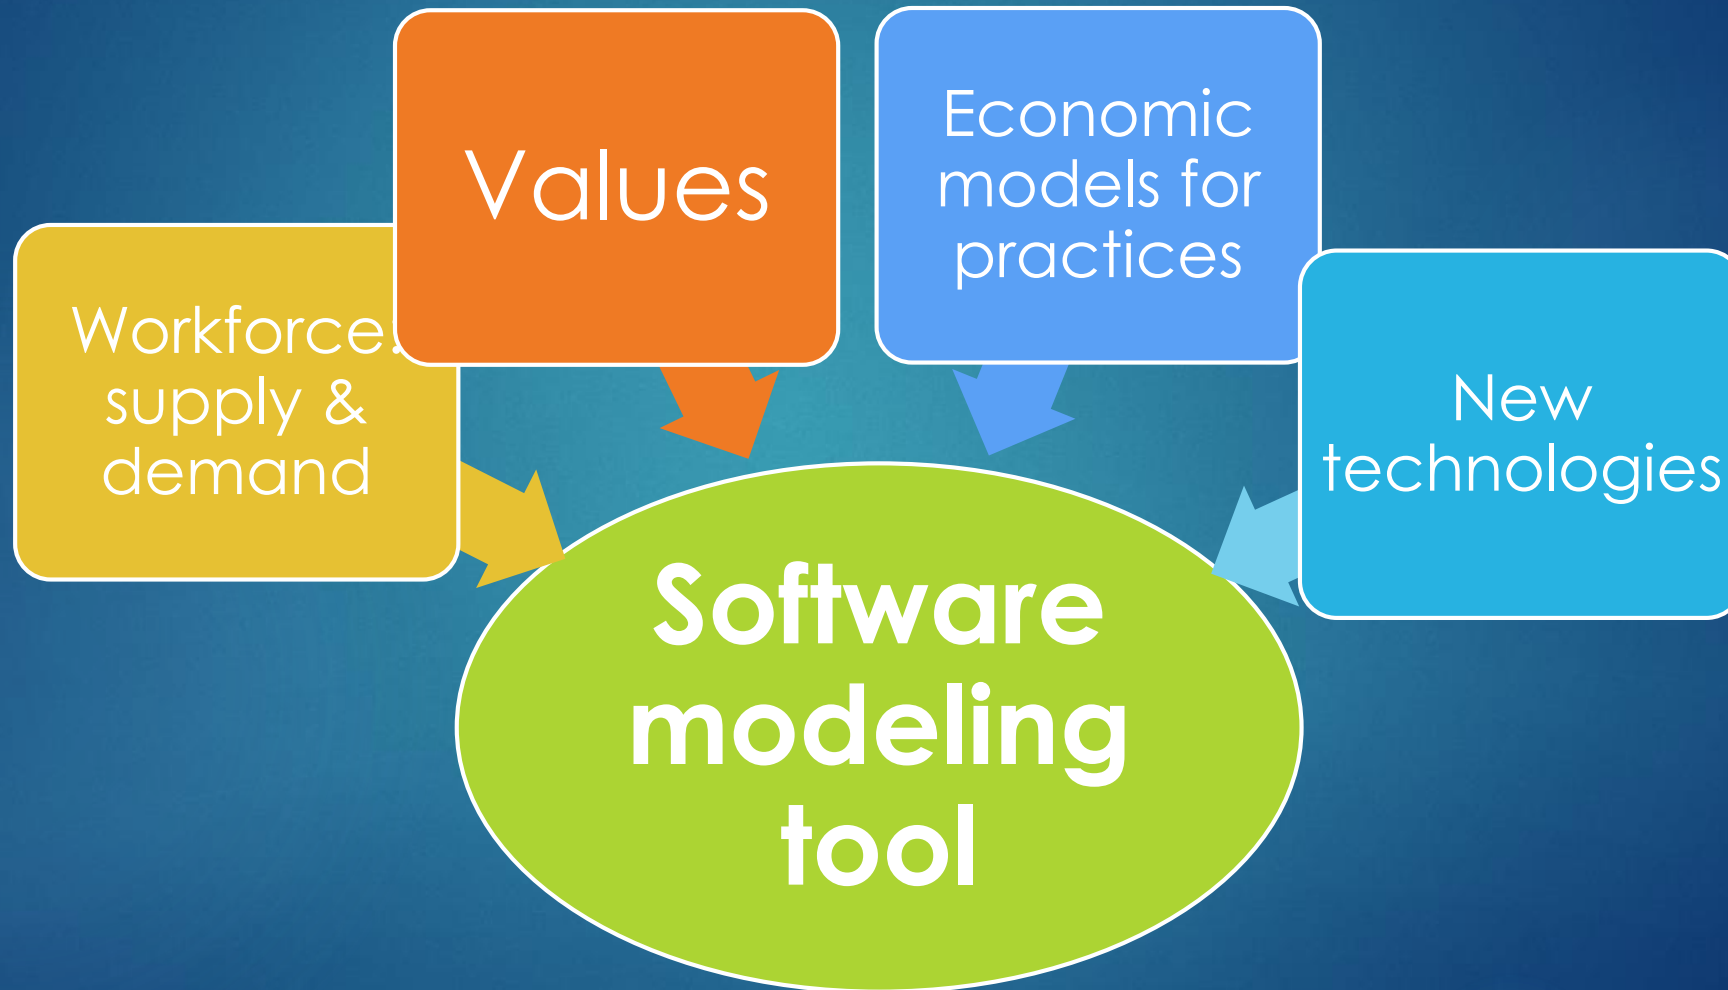 Workforce:
supply &
demand
Values
Economic
models for
practices
New
technologies
Software
modeling
tool